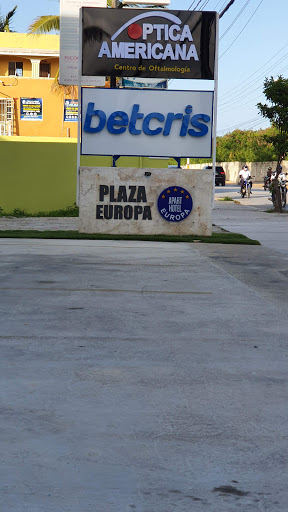 OPTICA
AMERICANA
Centro de Oftalmología
betcris
PLAZA
EUROPA
APART
HOTEL
EUROPA